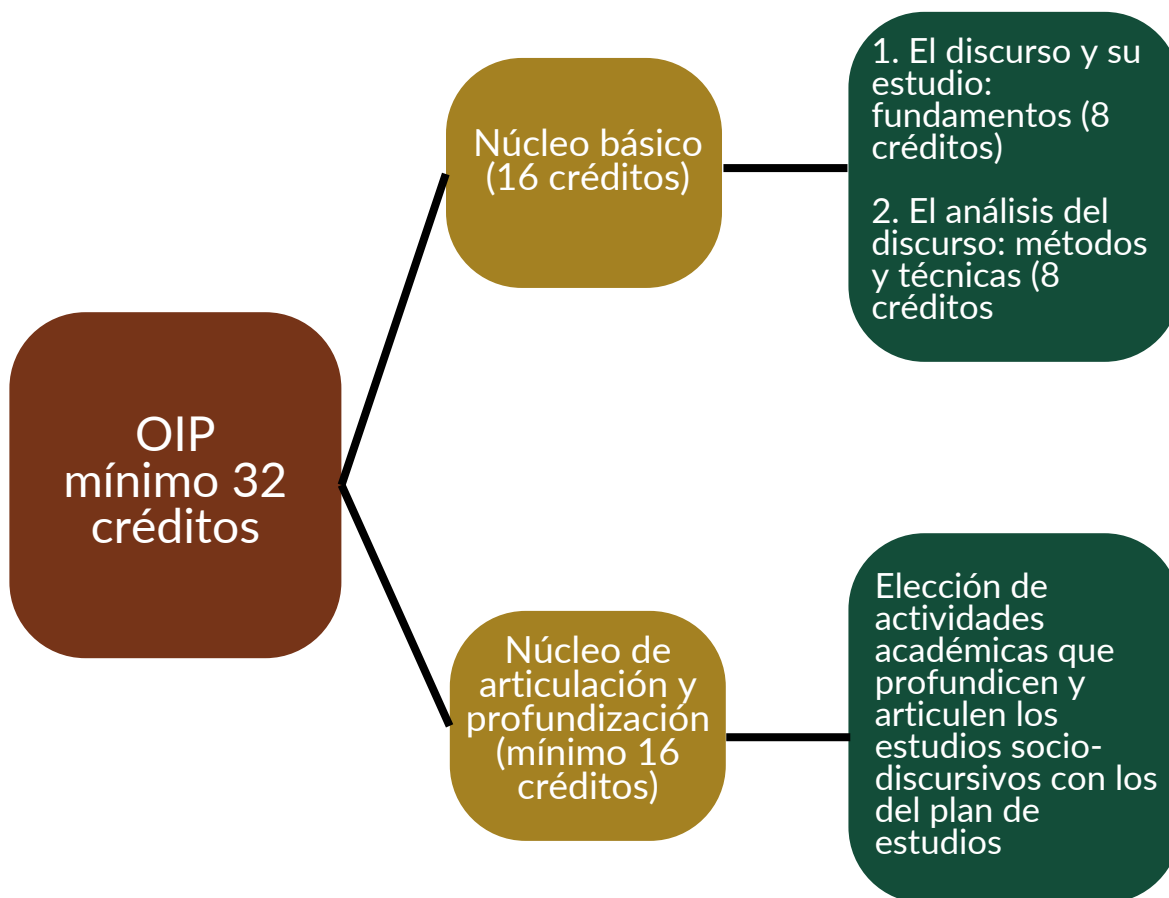 OIP
mínimo 32
créditos
Núcleo básico
(16 créditos)
1. El discurso y su
estudio:
fundamentos (8
créditos)
2. El análisis del
discurso: métodos
y técnicas (8
créditos
Núcleo de
articulación y
profundización
(mínimo 16
créditos)
Elección de
actividades
académicas que
profundicen y
articulen los
estudios socio-
discursivos con los
del plan de
estudios